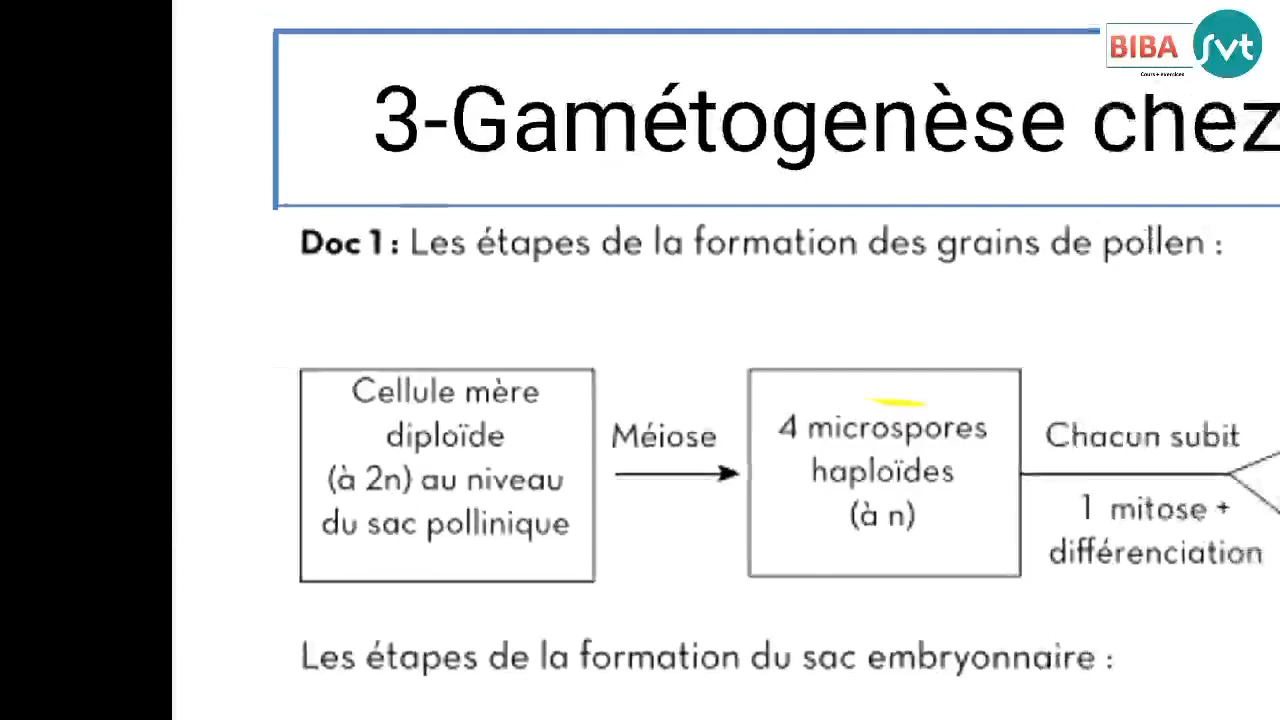 BIBA svt
Cours + exercices
3-Gamétogenèse chez
Doc 1 : Les étapes de la formation des grains de pollen :
Cellule mère
diploïde
(à 2n) au niveau
du sac pollinique
Méiose
4 microspores
haploïdes
(à n)
Chacun subit
1 mitose +
différenciation
Les étapes de la formation du sac embryonnaire :